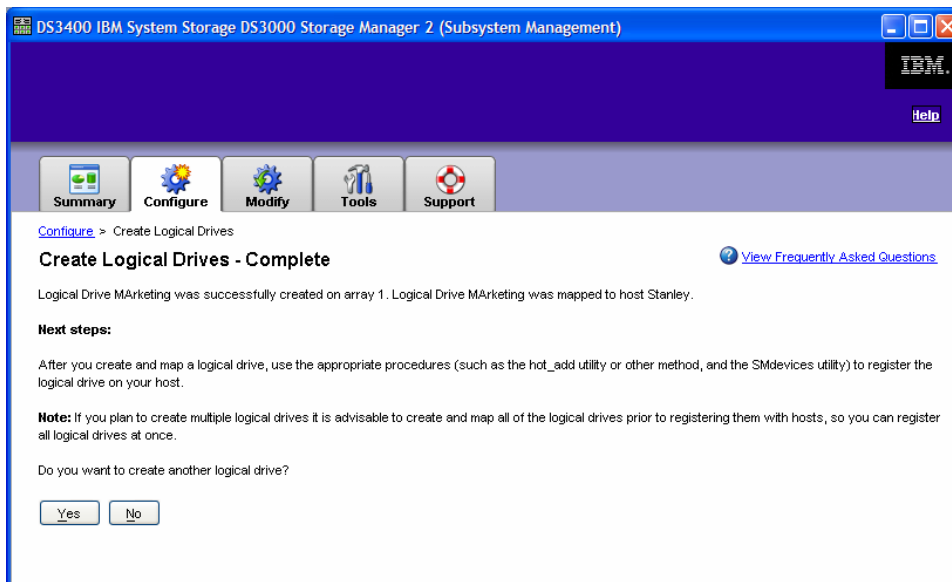 DS3400 IBM System Storage DS3000 Storage Manager 2 (Subsystem Management)
IBM.
Help
Summary Configure Modify Tools Support
Configure > Create Logical Drives
Create Logical Drives - Complete
? View Frequently Asked Questions
Logical Drive MArketing was successfully created on array 1. Logical Drive MArketing was mapped to host Stanley.
Next steps:
After you create and map a logical drive, use the appropriate procedures (such as the hot_add utility or other method, and the SMdevices utility) to register the
logical drive on your host.
Note: If you plan to create multiple logical drives it is advisable to create and map all of the logical drives prior to registering them with hosts, so you can register
all logical drives at once.
Do you want to create another logical drive?
Yes No